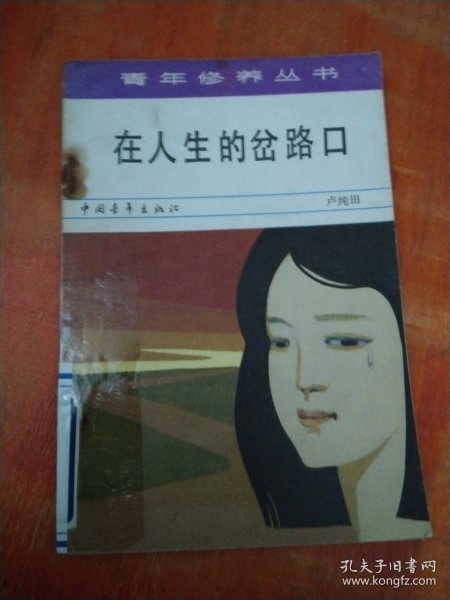 青年修养丛书
在人生的岔路口
中国青年出版社
卢纯田
孔夫子旧书网
www.kongfz.com